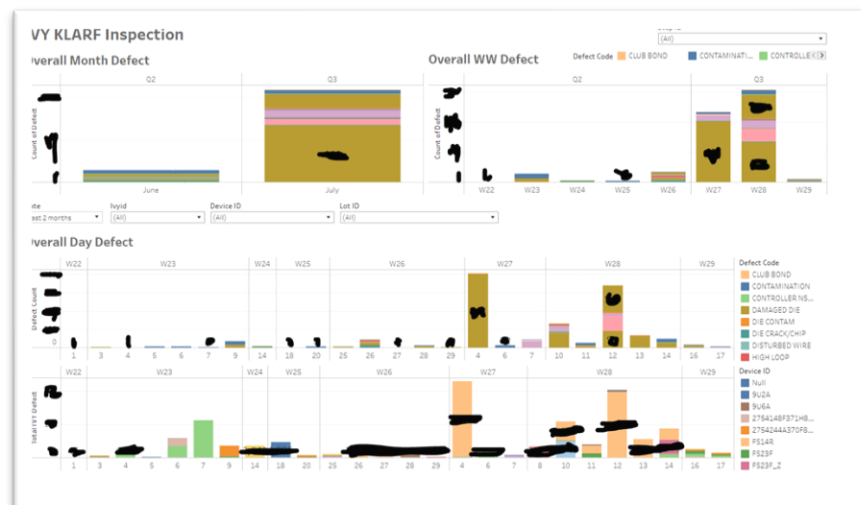 VY KLARF Inspection
(All)
Overall Month Defect
Overall WW Defect
Defect Code CLUB BOND CONTAMINATI... CONTROLLE
Q2 Q3
Q2 Q3
Count of Defect
Count of Defect
June July
W22 W23 W24 W25 W26 W27 W28 W29
Ivyid Device ID Lot ID
ast 2 months (All) (All) (All)
Overall Day Defect
W22 W23 W24 W25 W26 W27 W28 W29
Defect Count
0
1 3 4 5 6 7 9 14 18 20 25 26 27 28 29 4 6 7 10 11 12 13 14 16 17
Defect Code
CLUB BOND
CONTAMINATION
CONTROLLER NS...
DAMAGED DIE
DIE CONTAM
DIE CRACK/CHIP
DISTURBED WIRE
HIGH LOOP
W22 W23 W24 W25 W26 W27 W28 W29
Total IVY Defect
1 3 4 5 6 7 9 14 18 20 25 26 27 28 29 4 6 7 8 10 11 12 13 14 16 17
Device ID
Null
9U2A
9U6A
2754148F371H8...
2754244A370F8...
FS14R
FS23F
FS23F_Z